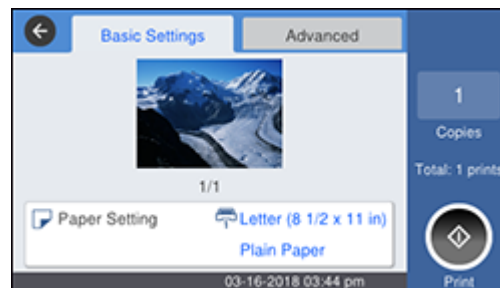 Basic Settings
Advanced
1
Copies
1/1
Total: 1 prints
Paper Setting
Letter (8 1/2 x 11 in)
Plain Paper
03-16-2018 03:44 pm
Print